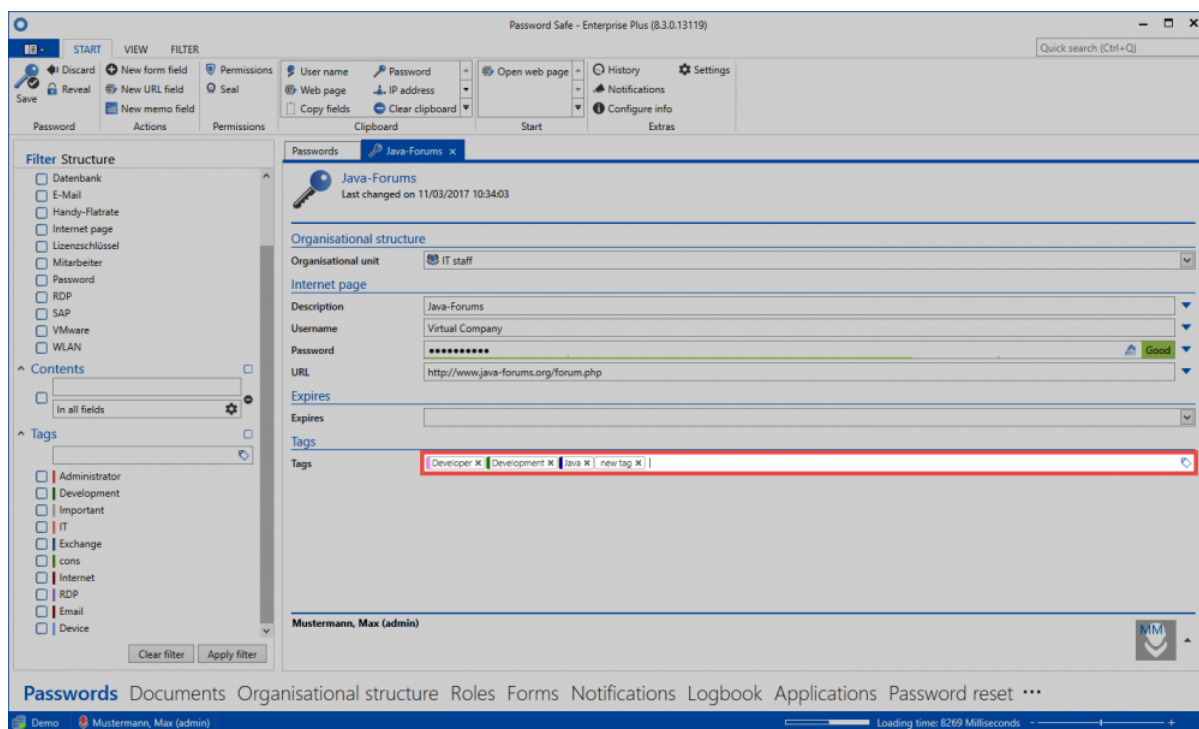 Password Safe - Enterprise Plus (8.3.0.13119)
START VIEW FILTER
Quick search (Ctrl+Q)
Save
Discard
Reveal
Password
New form field
New URL field
New memo field
Actions
Permissions
Seal
Permissions
User name
Web page
Copy fields
Password
IP address
Clear clipboard
Clipboard
Open web page
Start
History
Notifications
Configure info
Settings
Extras
Filter Structure
Datenbank
E-Mail
Handy-Flatrate
Internet page
Lizenzschlüssel
Mitarbeiter
Password
RDP
SAP
VMware
WLAN
Contents
In all fields
Tags
Administrator
Development
Important
IT
Exchange
cons
Internet
RDP
Email
Device
Clear filter Apply filter
Passwords Java-Forums
Java-Forums
Last changed on 11/03/2017 10:34:03
Organisational structure
Organisational unit IT staff
Internet page
Description Java-Forums
Username Virtual Company
Password •••••••••• Good
URL http://www.java-forums.org/forum.php
Expires
Expires
Tags
Tags Developer Development Java new tag
Mustermann, Max (admin)
MM
Passwords Documents Organisational structure Roles Forms Notifications Logbook Applications Password reset •••
Demo Mustermann, Max (admin) Loading time: 8269 Milliseconds